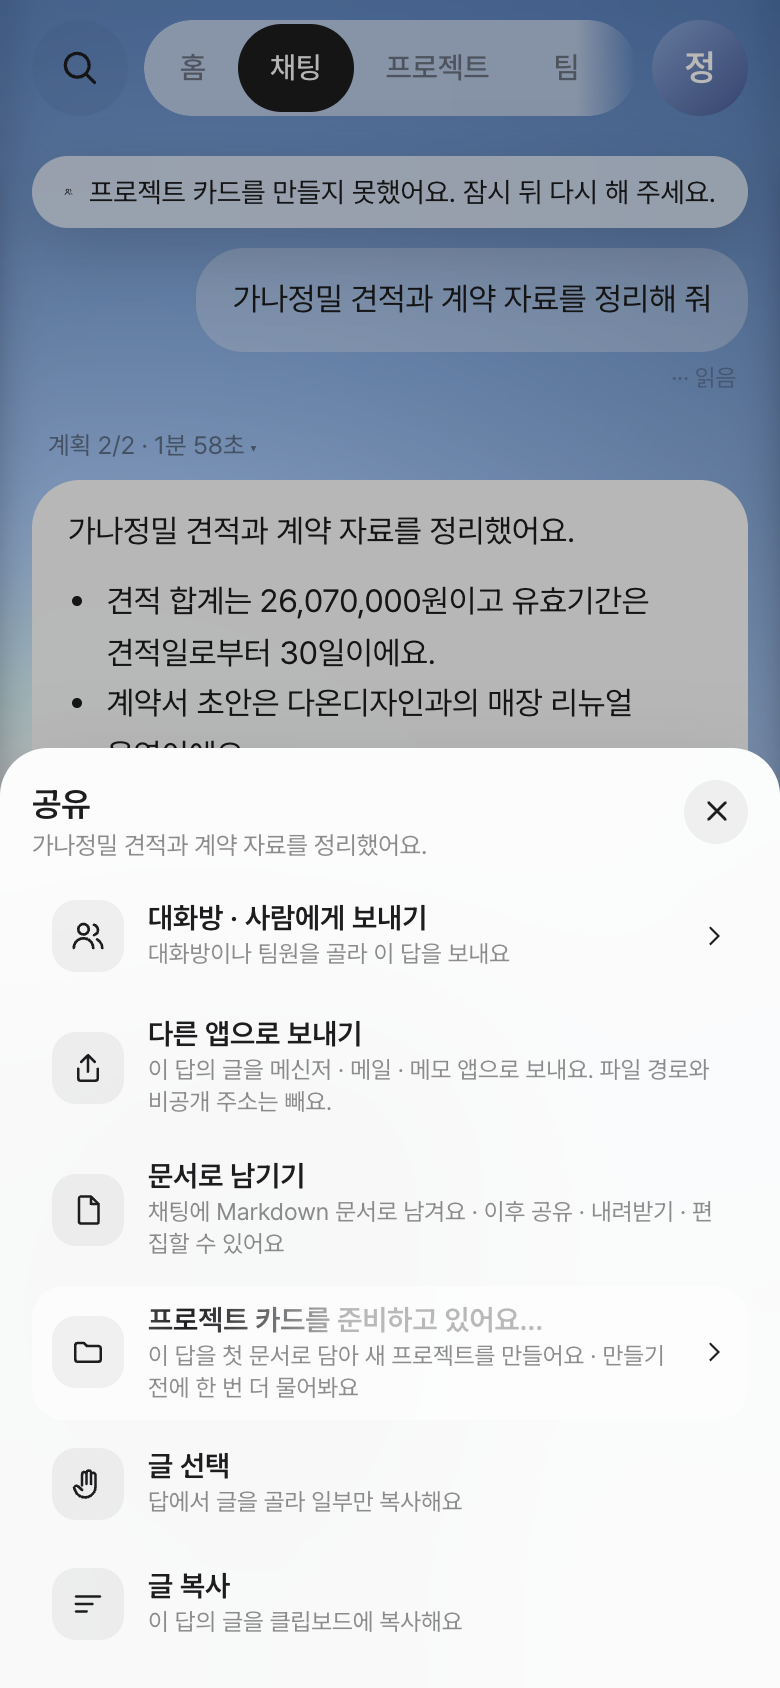 홈
채팅
프로젝트
팀
정
프로젝트 카드를 만들지 못했어요. 잠시 뒤 다시 해 주세요.
가나정밀 견적과 계약 자료를 정리해 줘
··· 읽음
계획 2/2 · 1분 58초
가나정밀 견적과 계약 자료를 정리했어요.
• 견적 합계는 26,070,000원이고 유효기간은
견적일로부터 30일이에요.
• 계약서 초안은 다온디자인과의 매장 리뉴얼
공유
가나정밀 견적과 계약 자료를 정리했어요.
대화방 · 사람에게 보내기
대화방이나 팀원을 골라 이 답을 보내요
다른 앱으로 보내기
이 답의 글을 메신저 · 메일 · 메모 앱으로 보내요. 파일 경로와
비공개 주소는 빼요.
문서로 남기기
채팅에 Markdown 문서로 남겨요 · 이후 공유 · 내려받기 · 편
집할 수 있어요
프로젝트 카드를 준비하고 있어요...
이 답을 첫 문서로 담아 새 프로젝트를 만들어요 · 만들기
전에 한 번 더 물어봐요
글 선택
답에서 글을 골라 일부만 복사해요
글 복사
이 답의 글을 클립보드에 복사해요